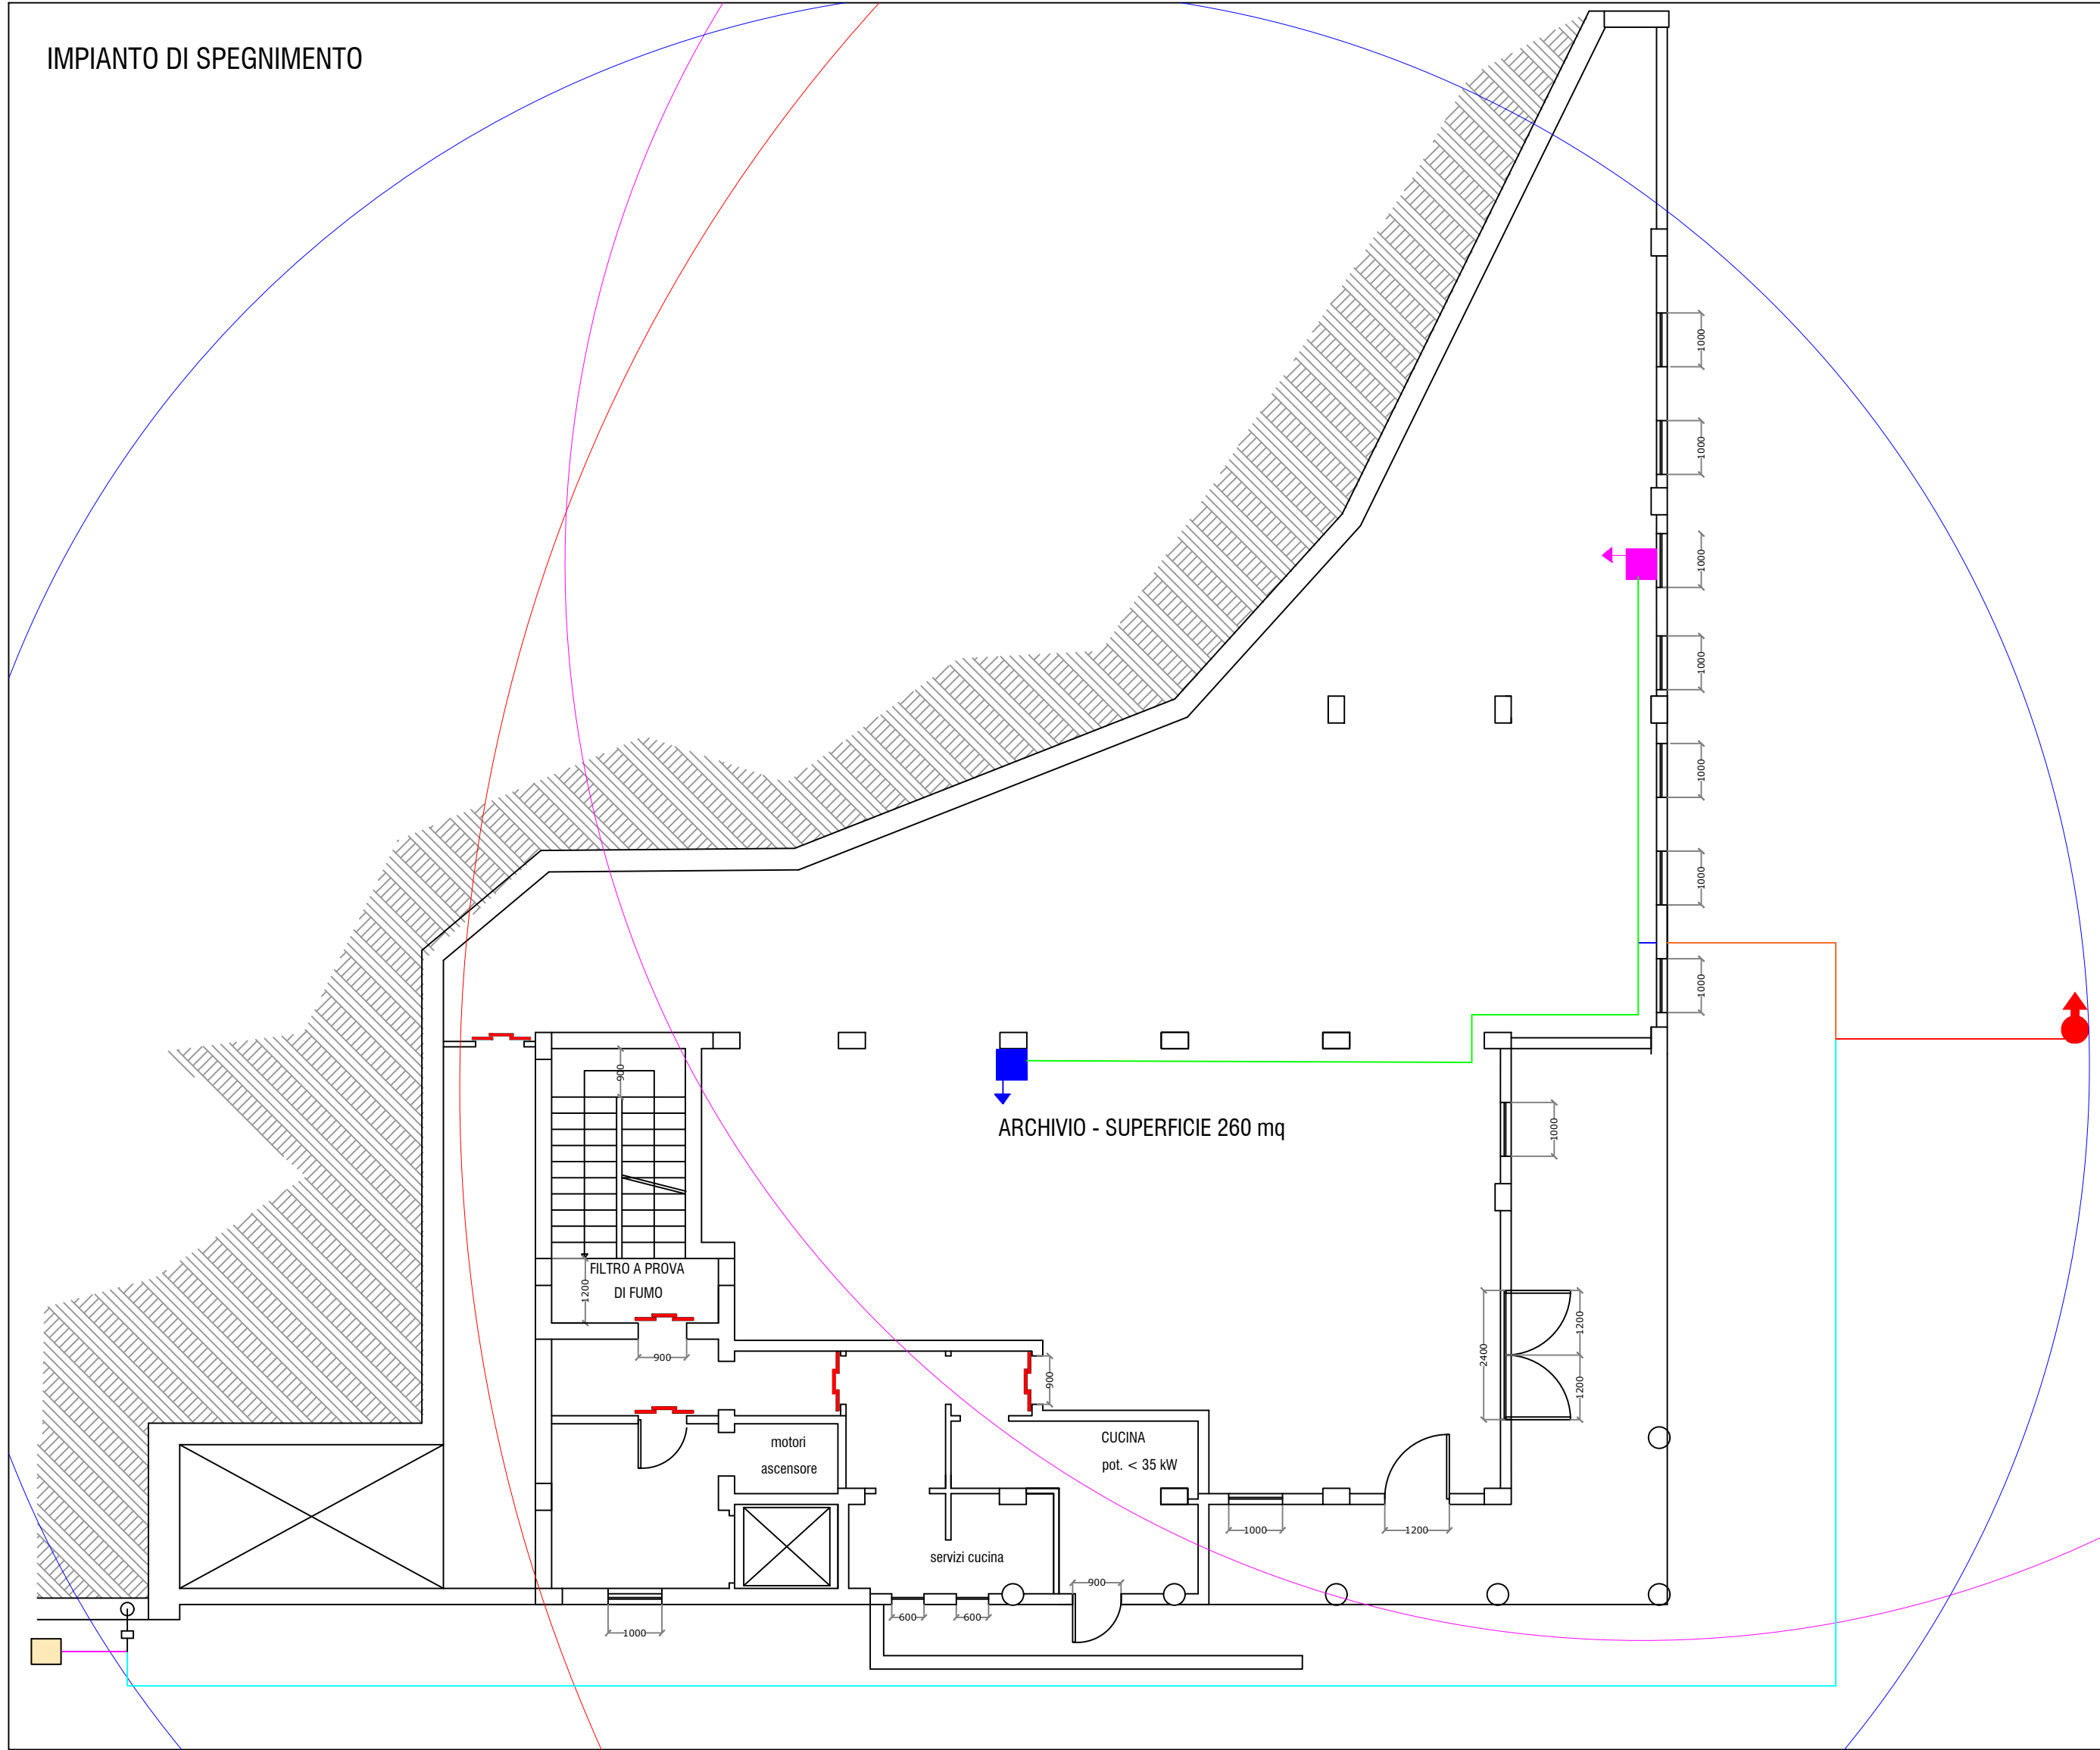 IMPIANTO DI SPEGNIMENTO
1000
1000
1000
1000
1000
1000
1000
900
ARCHIVIO - SUPERFICIE 260 mq
1000
FILTRO A PROVA
DI FUMO
1200
900
900
2400
1200
1200
motori
ascensore
CUCINA
pot. < 35 kW
1000
1200
servizi cucina
900
600
600
1000